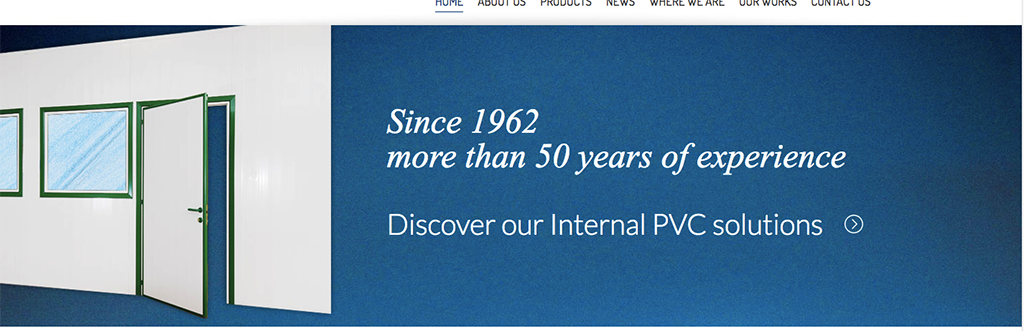 HOME ABOUT US PRODUCTS NEWS WHERE WE ARE OUR WORKS CONTACT US
Since 1962
more than 50 years of experience
Discover our Internal PVC solutions